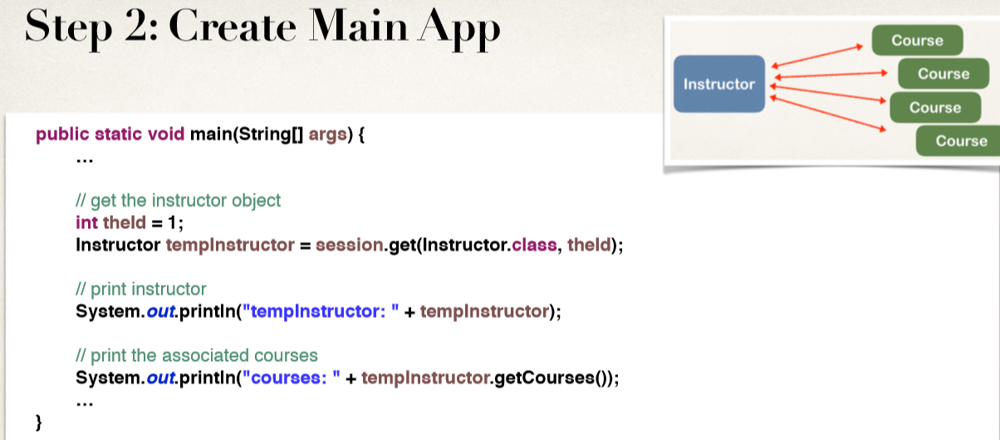 Step 2: Create Main App
Instructor
Course
Course
Course
Course
public static void main(String[] args) {
...
// get the instructor object
int theId = 1;
Instructor tempInstructor = session.get(Instructor.class, theId);
// print instructor
System.out.println("tempInstructor: " + tempInstructor);
// print the associated courses
System.out.println("courses: " + tempInstructor.getCourses());
...
}